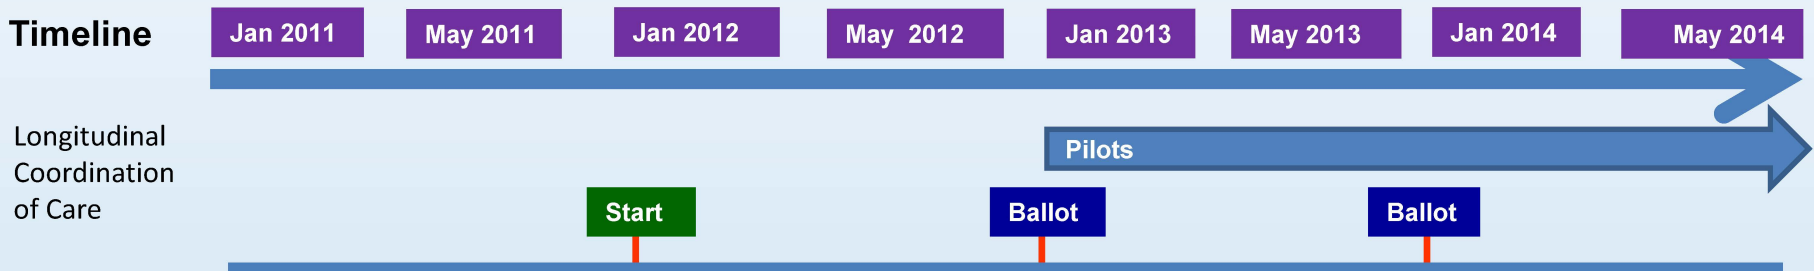 Timeline
Jan 2011
May 2011
Jan 2012
May  2012
Jan 2013
May 2013
Jan 2014
May 2014
Longitudinal
Coordination
of Care
Pilots
Start
Ballot
Ballot